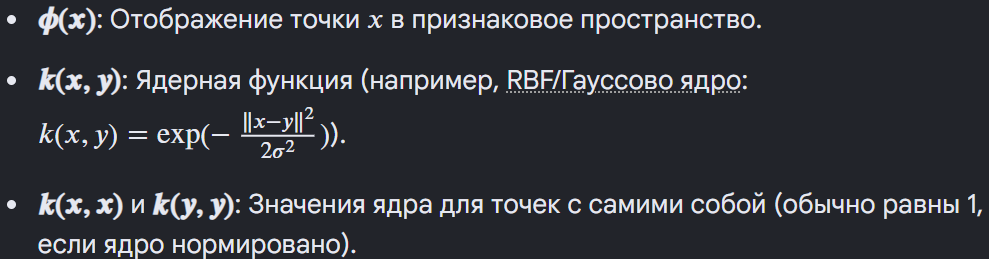 • ϕ(x): Отображение точки x в признаковое пространство.
• k(x, y): Ядерная функция (например, RBF/Гауссово ядро:
k(x, y) = exp(− ‖x−y‖² / 2σ² )).
• k(x, x) и k(y, y): Значения ядра для точек с самими собой (обычно равны 1,
если ядро нормировано).